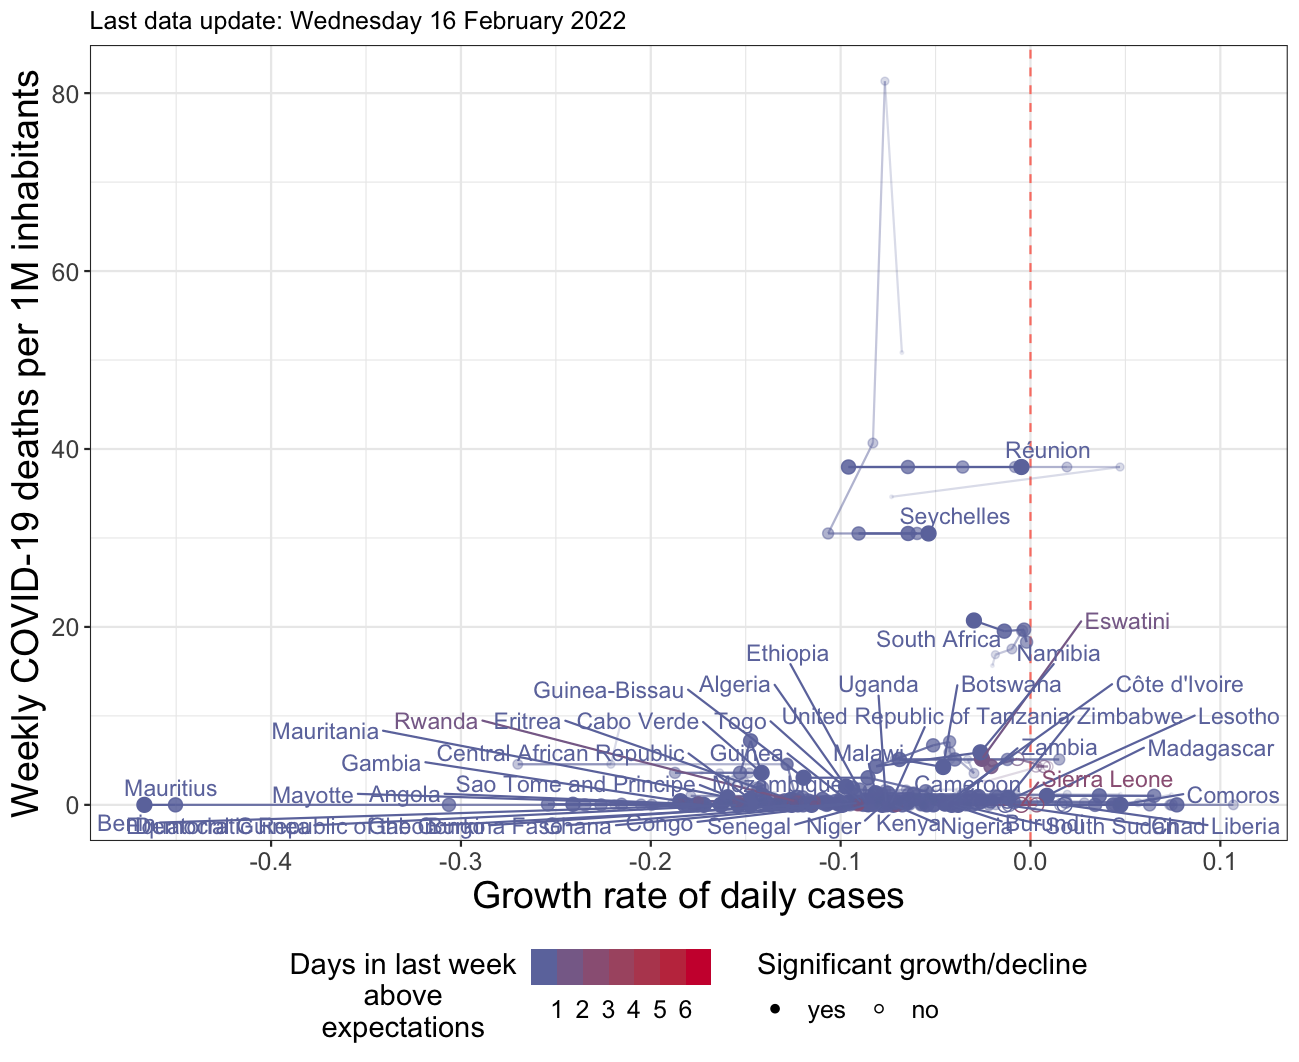 Last data update: Wednesday 16 February 2022
Weekly COVID-19 deaths per 1M inhabitants
80
60
40
20
0
Réunion
Seychelles
Eswatini
South Africa
Namibia
Ethiopia
Guinea-Bissau
Algeria
Uganda
Botswana
Côte d'Ivoire
Mauritania
Rwanda
Eritrea
Cabo Verde
Togo
United Republic of Tanzania
Zimbabwe
Lesotho
Gambia
Central African Republic
Guinea
Malawi
Zambia
Madagascar
Mauritius
Mayotte
Angola
Sao Tome and Principe
Mozambique
Cameroon
Sierra Leone
Comoros
Ghana
Congo
Senegal
Niger
Kenya
Nigeria
Burundi
South Sudan
Chad
Liberia
-0.4
-0.3
-0.2
-0.1
0.0
0.1
Growth rate of daily cases
Days in last week
above
expectations
1 2 3 4 5 6
Significant growth/decline
yes
no